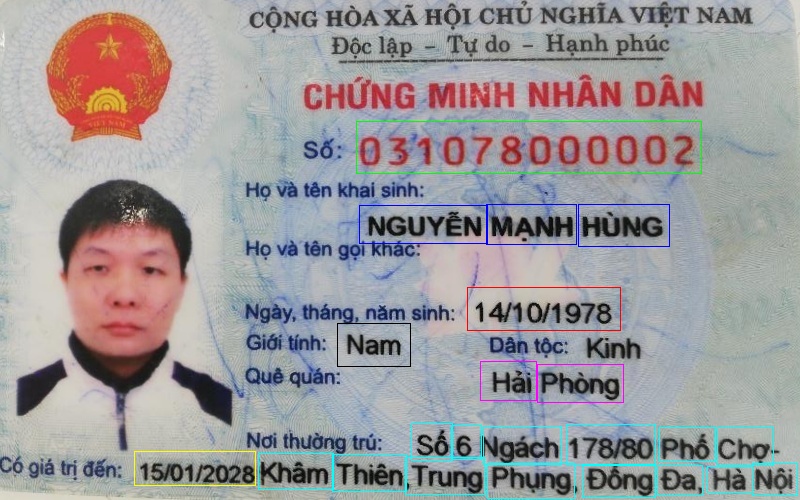 CỘNG HÒA XÃ HỘI CHỦ NGHĨA VIỆT NAM
Độc lập - Tự do - Hạnh phúc
CHỨNG MINH NHÂN DÂN
Số: 031078000002
Họ và tên khai sinh:
NGUYỄN MẠNH HÙNG
Họ và tên gọi khác:
Ngày, tháng, năm sinh: 14/10/1978
Giới tính: Nam Dân tộc: Kinh
Quê quán: Hải Phòng
Nơi thường trú: Số 6 Ngách 178/80 Phố Chợ-
Có giá trị đến: 15/01/2028 Khâm Thiên, Trung Phụng, Đống Đa, Hà Nội